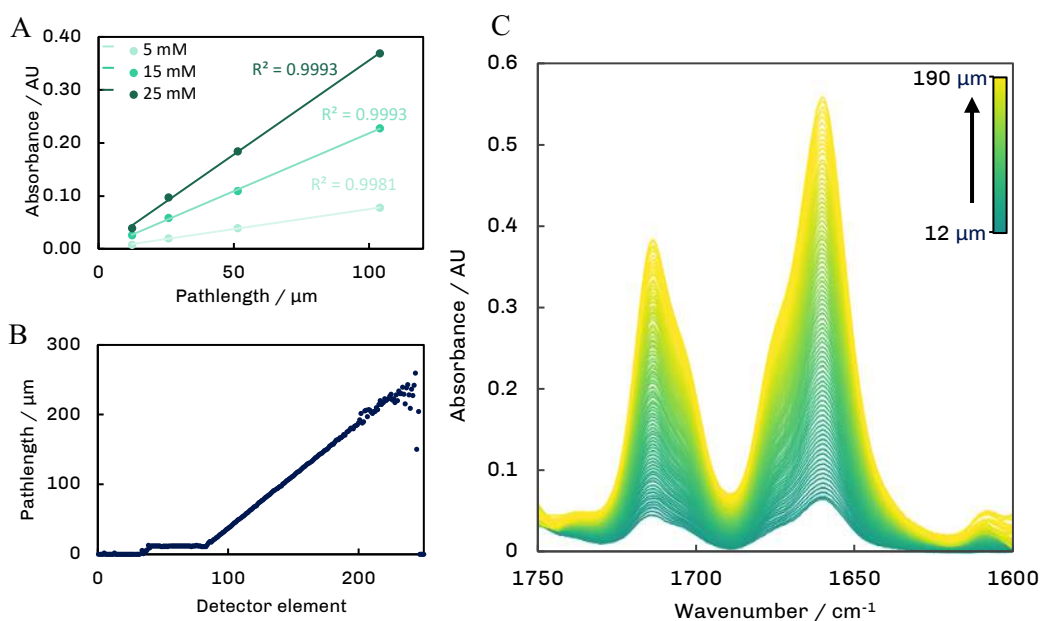 A
0.40
0.30
0.20
0.10
0.00
Absorbance / AU
5 mM
15 mM
25 mM
R² = 0.9993
R² = 0.9993
R² = 0.9981
0
50
100
Pathlength / µm
B
300
200
100
0
Pathlength / µm
0
100
200
Detector element
C
0.6
0.5
0.4
0.3
0.2
0.1
0
Absorbance / AU
190 µm
12 µm
1750
1700
1650
1600
Wavenumber / cm⁻¹